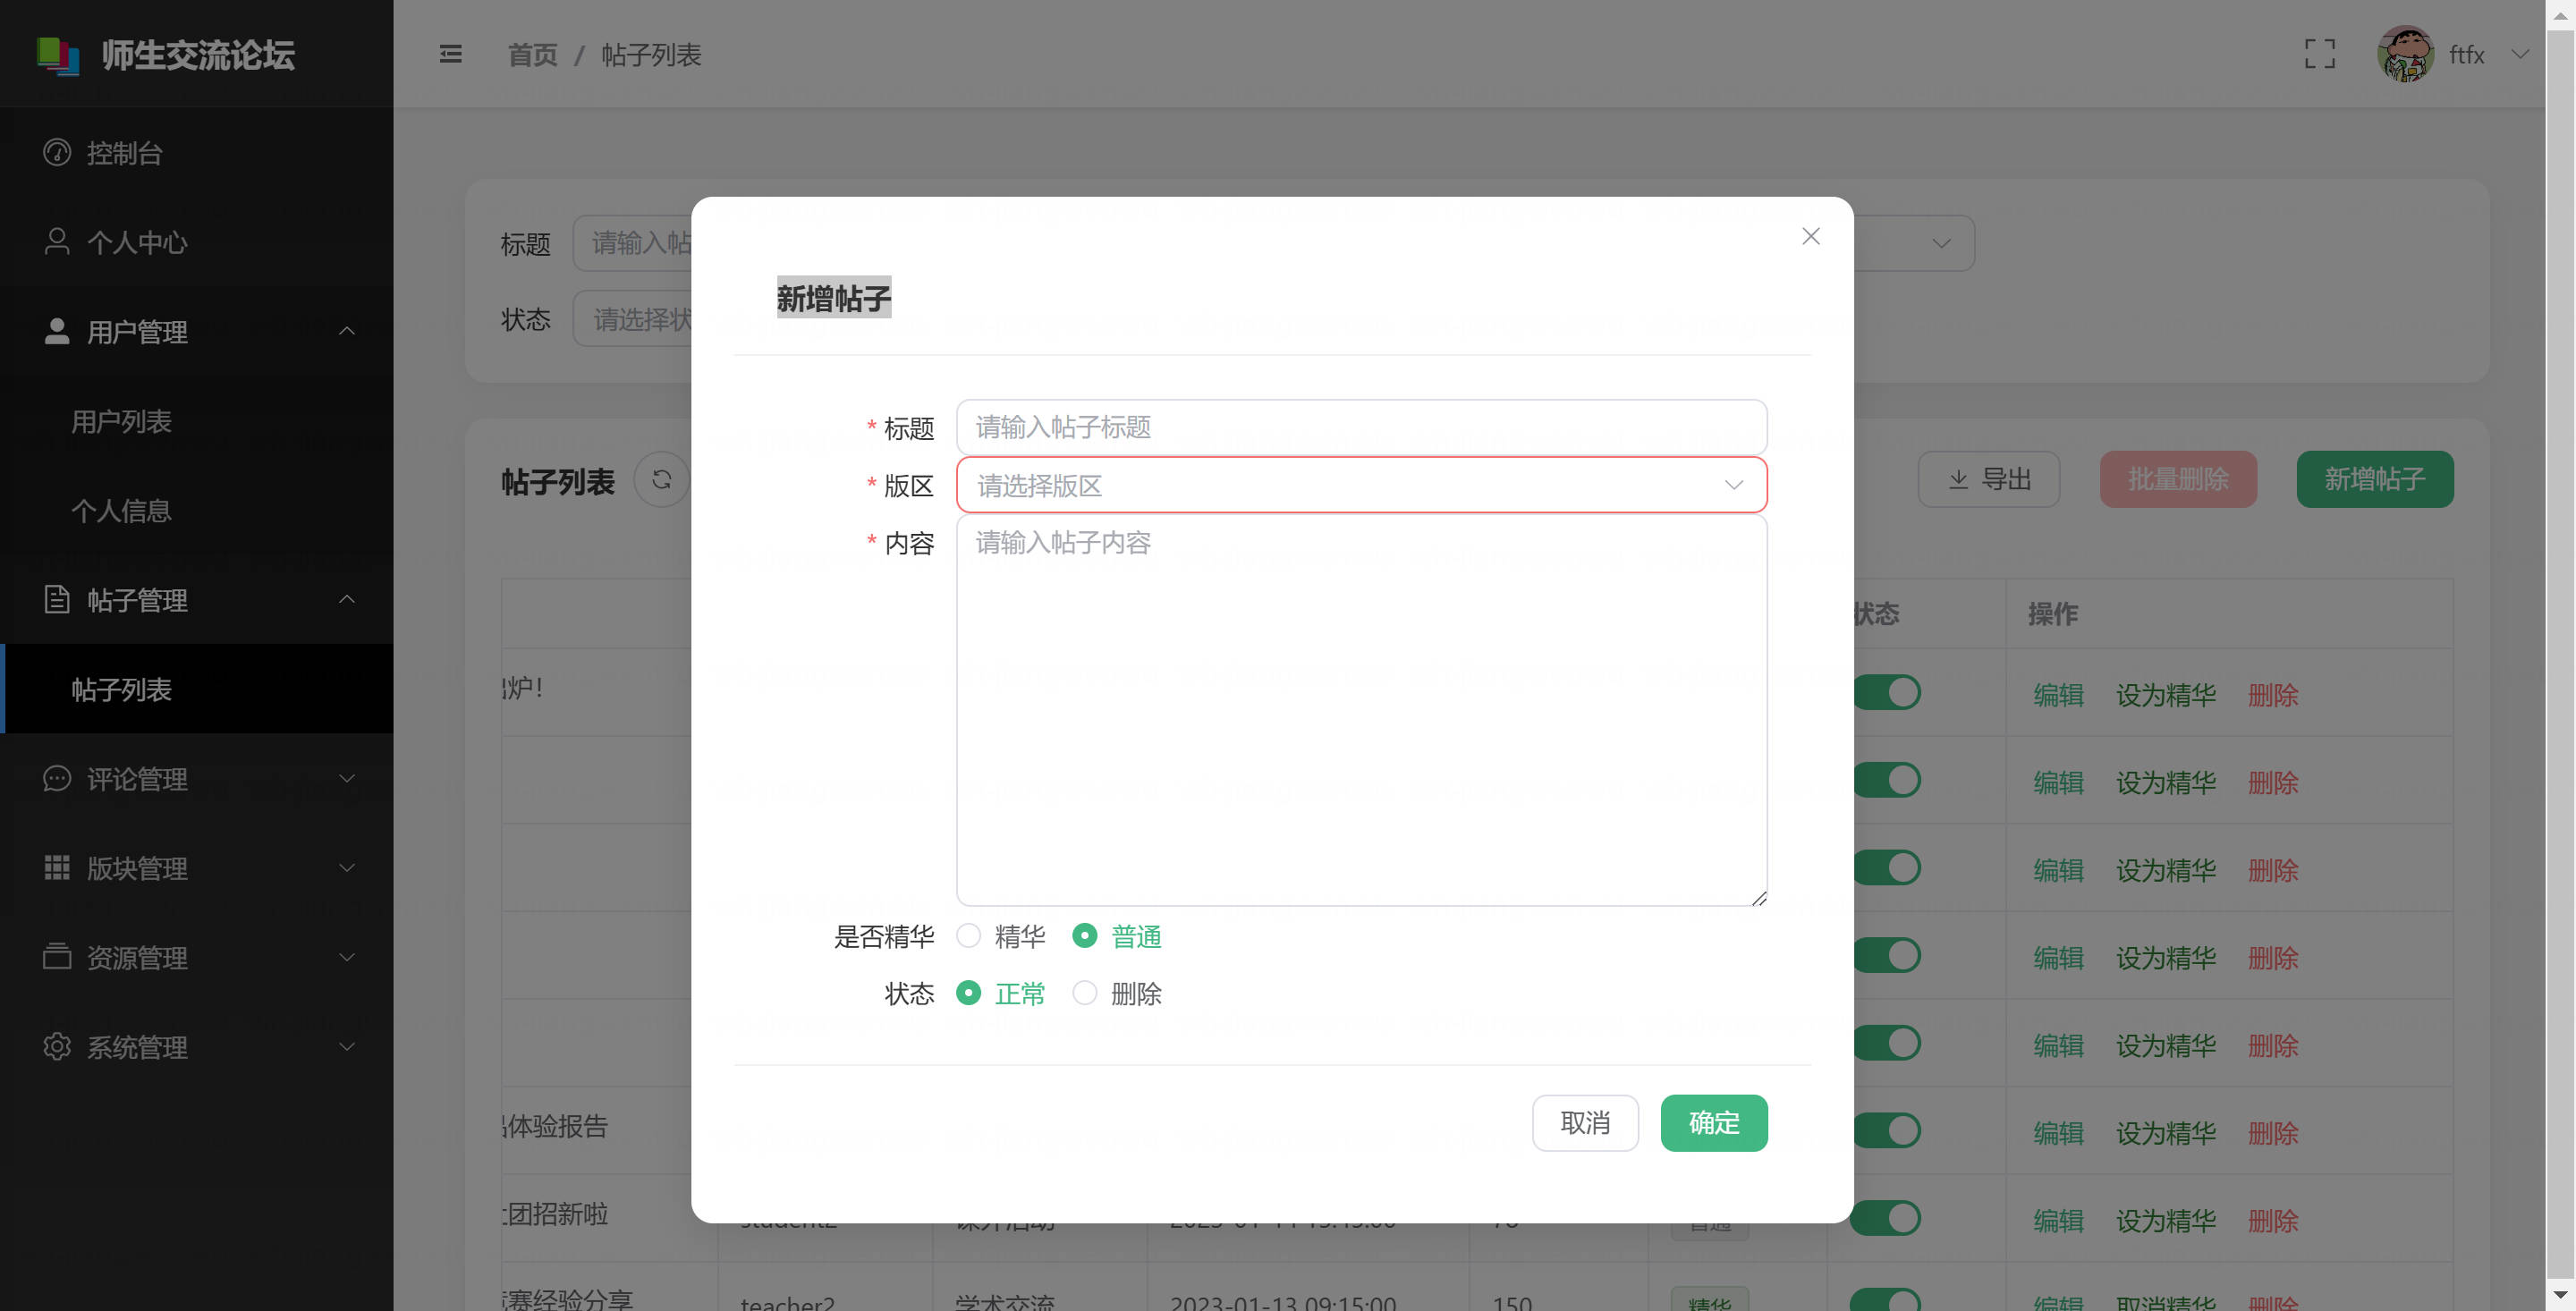 师生交流论坛
首页 / 帖子列表
ftfx
控制台
个人中心
用户管理
用户列表
个人信息
帖子管理
帖子列表
评论管理
版块管理
资源管理
系统管理
标题 请输入帖
状态 请选择状
帖子列表
导出 批量删除 新增帖子
新增帖子
* 标题 请输入帖子标题
* 版区 请选择版区
* 内容 请输入帖子内容
是否精华 精华 普通
状态 正常 删除
取消 确定
状态 操作
炉!
编辑 设为精华 删除
编辑 设为精华 删除
编辑 设为精华 删除
编辑 设为精华 删除
编辑 设为精华 删除
体验报告 编辑 设为精华 删除
团招新啦 student2 课外活动 普通 编辑 设为精华 删除
赛经验分享 teacher2 学术交流 2023-01-13 09:15:00 150 精华 编辑 取消精华 删除